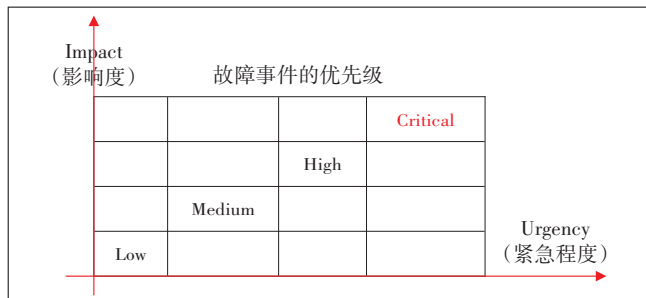 Impact
（影响度）
故障事件的优先级
Critical
High
Medium
Low
Urgency
（紧急程度）